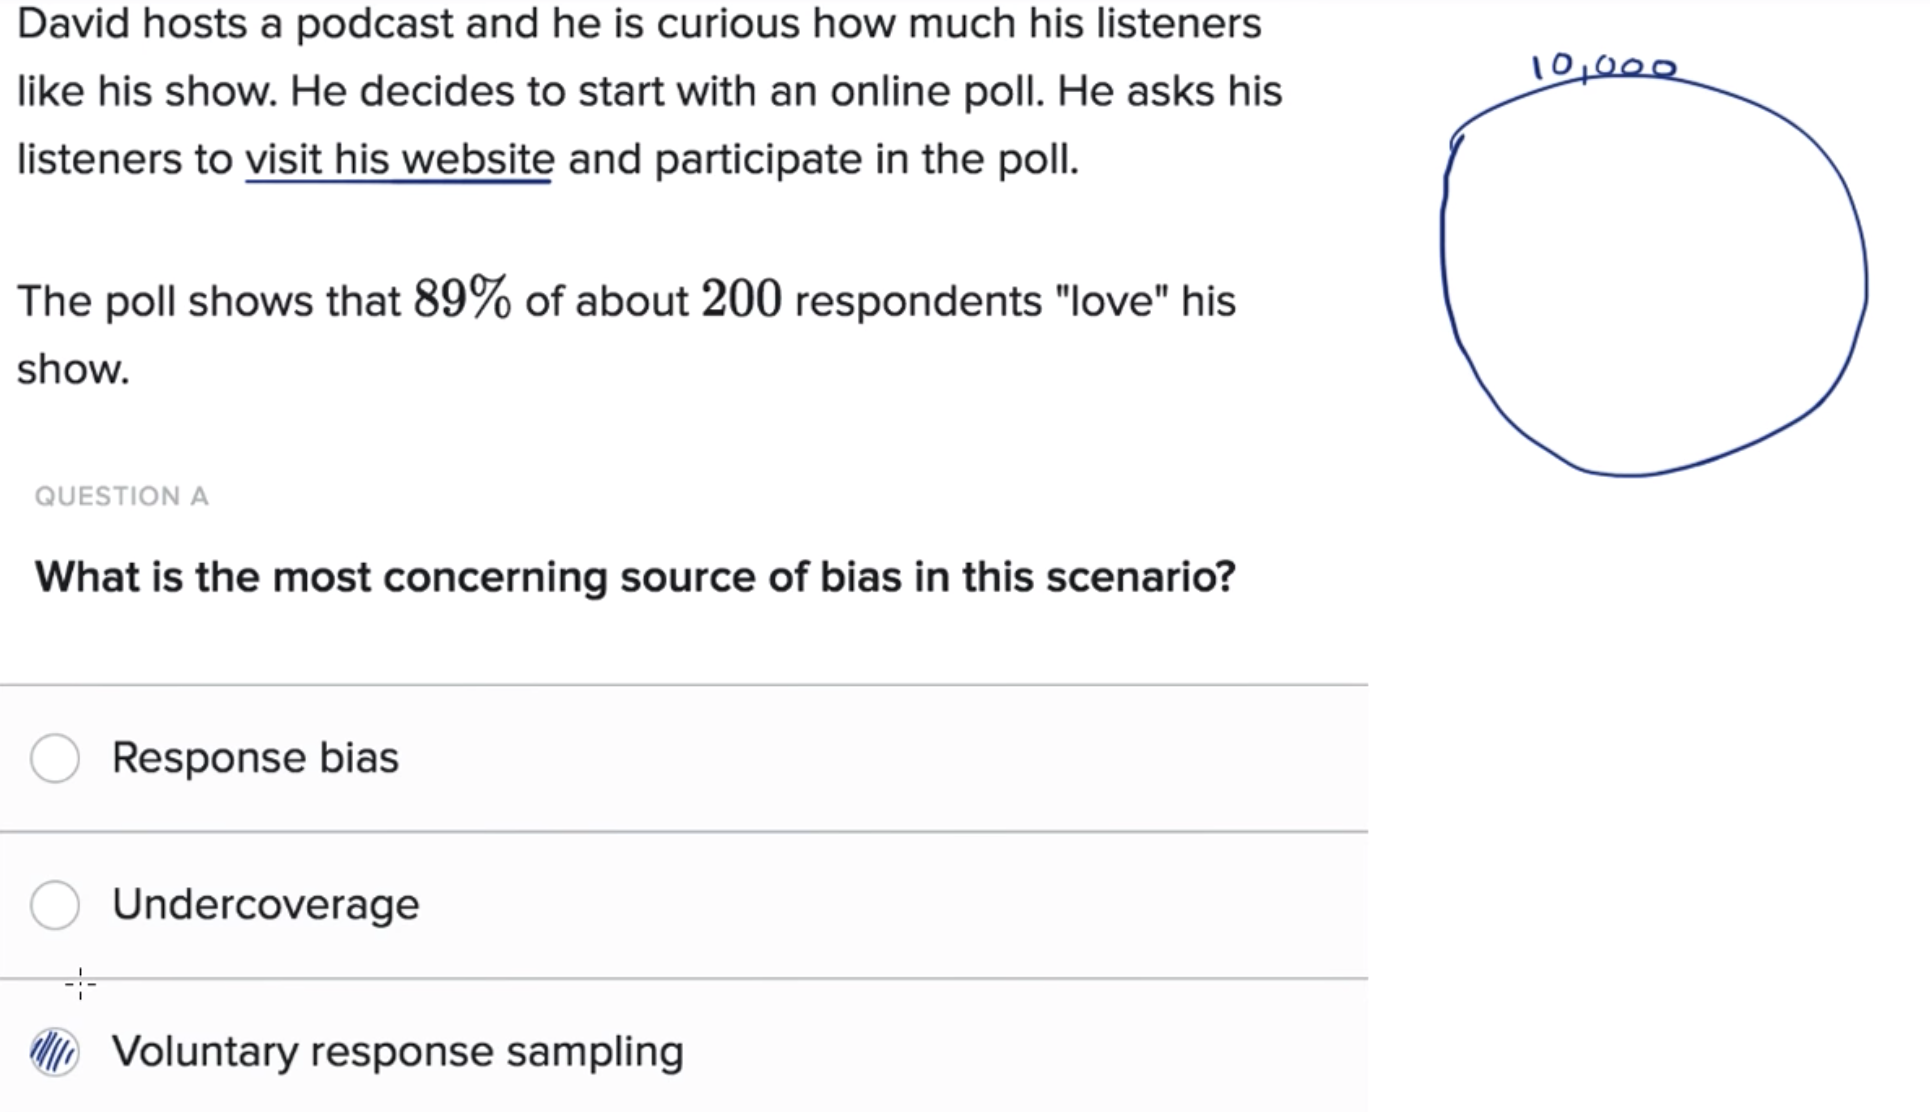 David hosts a podcast and he is curious how much his listeners
like his show. He decides to start with an online poll. He asks his
listeners to visit his website and participate in the poll.
10,000
The poll shows that 89% of about 200 respondents "love" his
show.
QUESTION A
What is the most concerning source of bias in this scenario?
Response bias
Undercoverage
Voluntary response sampling